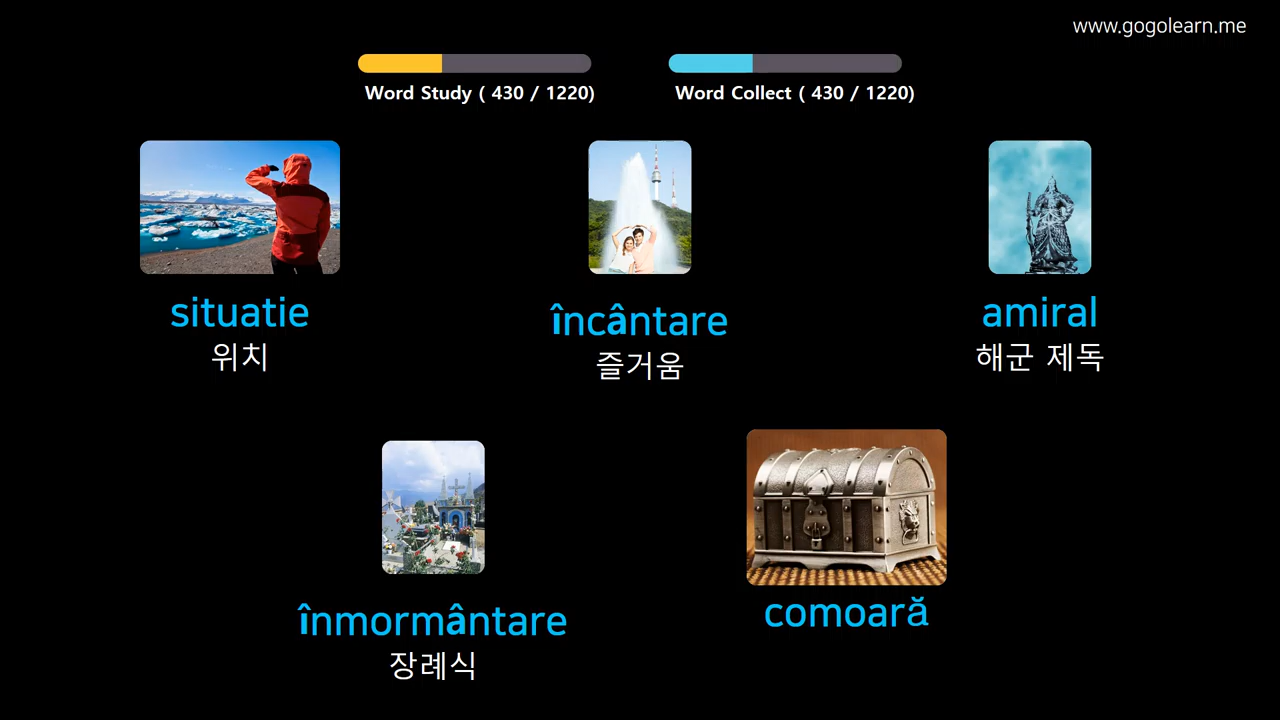 www.gogolearn.me
Word Study ( 430 / 1220)
Word Collect ( 430 / 1220)
situatie
위치
încântare
즐거움
amiral
해군 제독
înmormântare
장례식
comoară